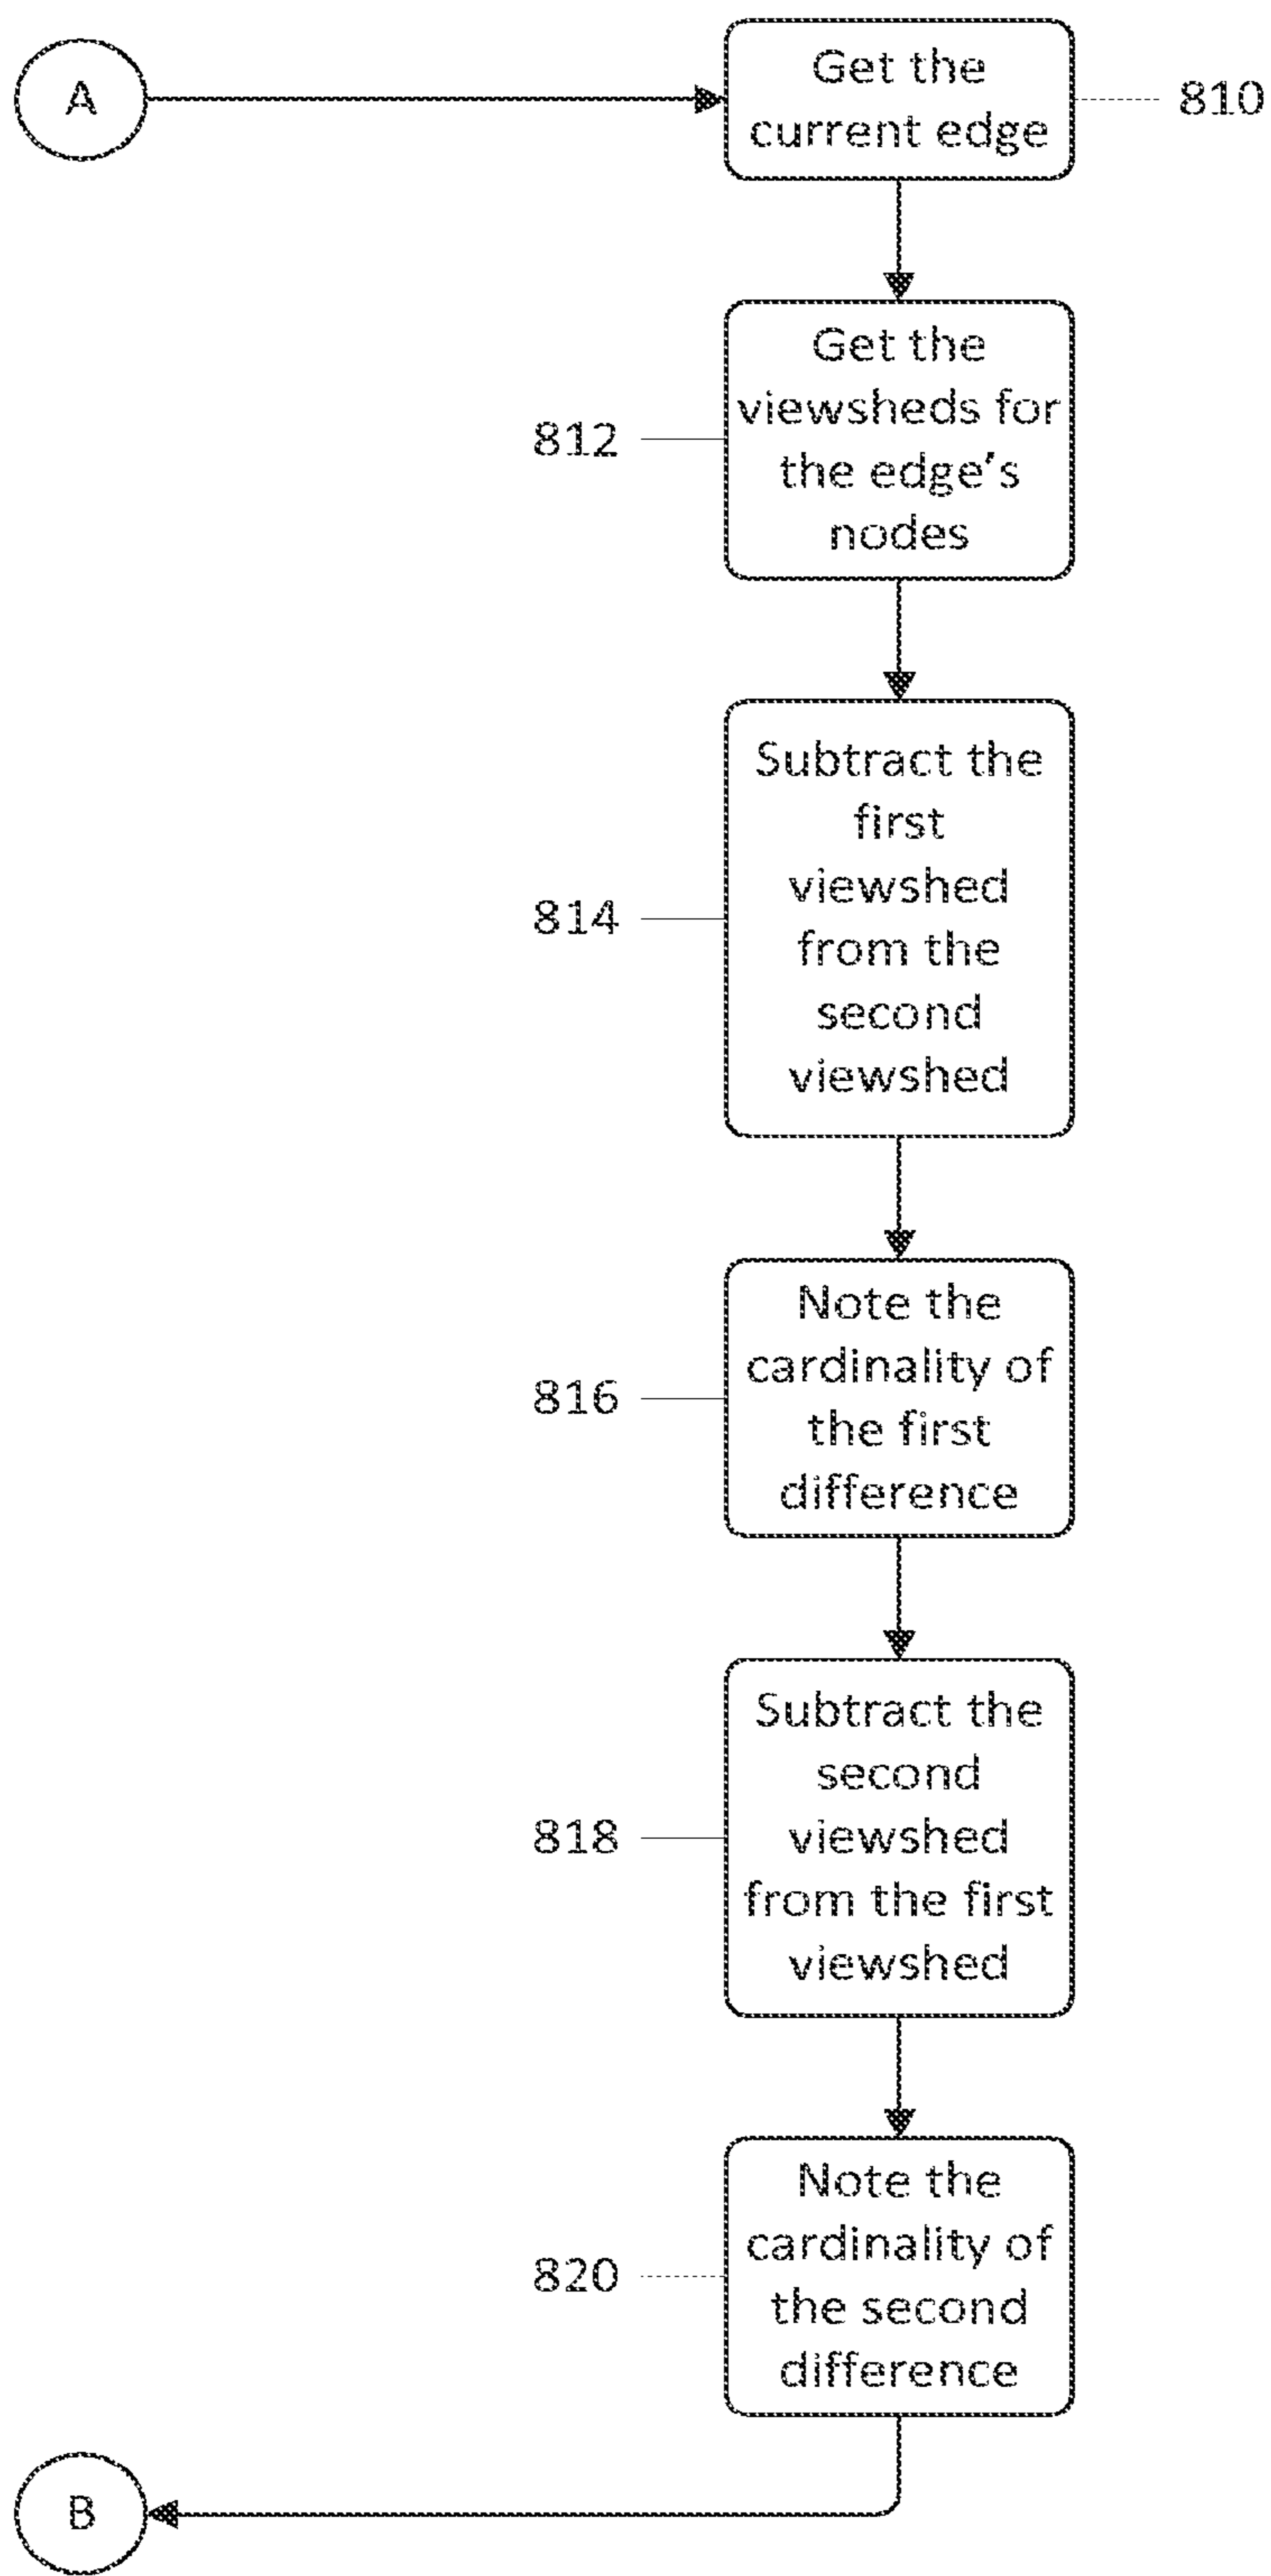 A
Get the
current edge
810
Get the
viewsheds for
the edge's
nodes
812
Subtract the
first
viewshed
from the
second
viewshed
814
Note the
cardinality of
the first
difference
816
Subtract the
second
viewshed
from the first
viewshed
818
Note the
cardinality of
the second
difference
820
B